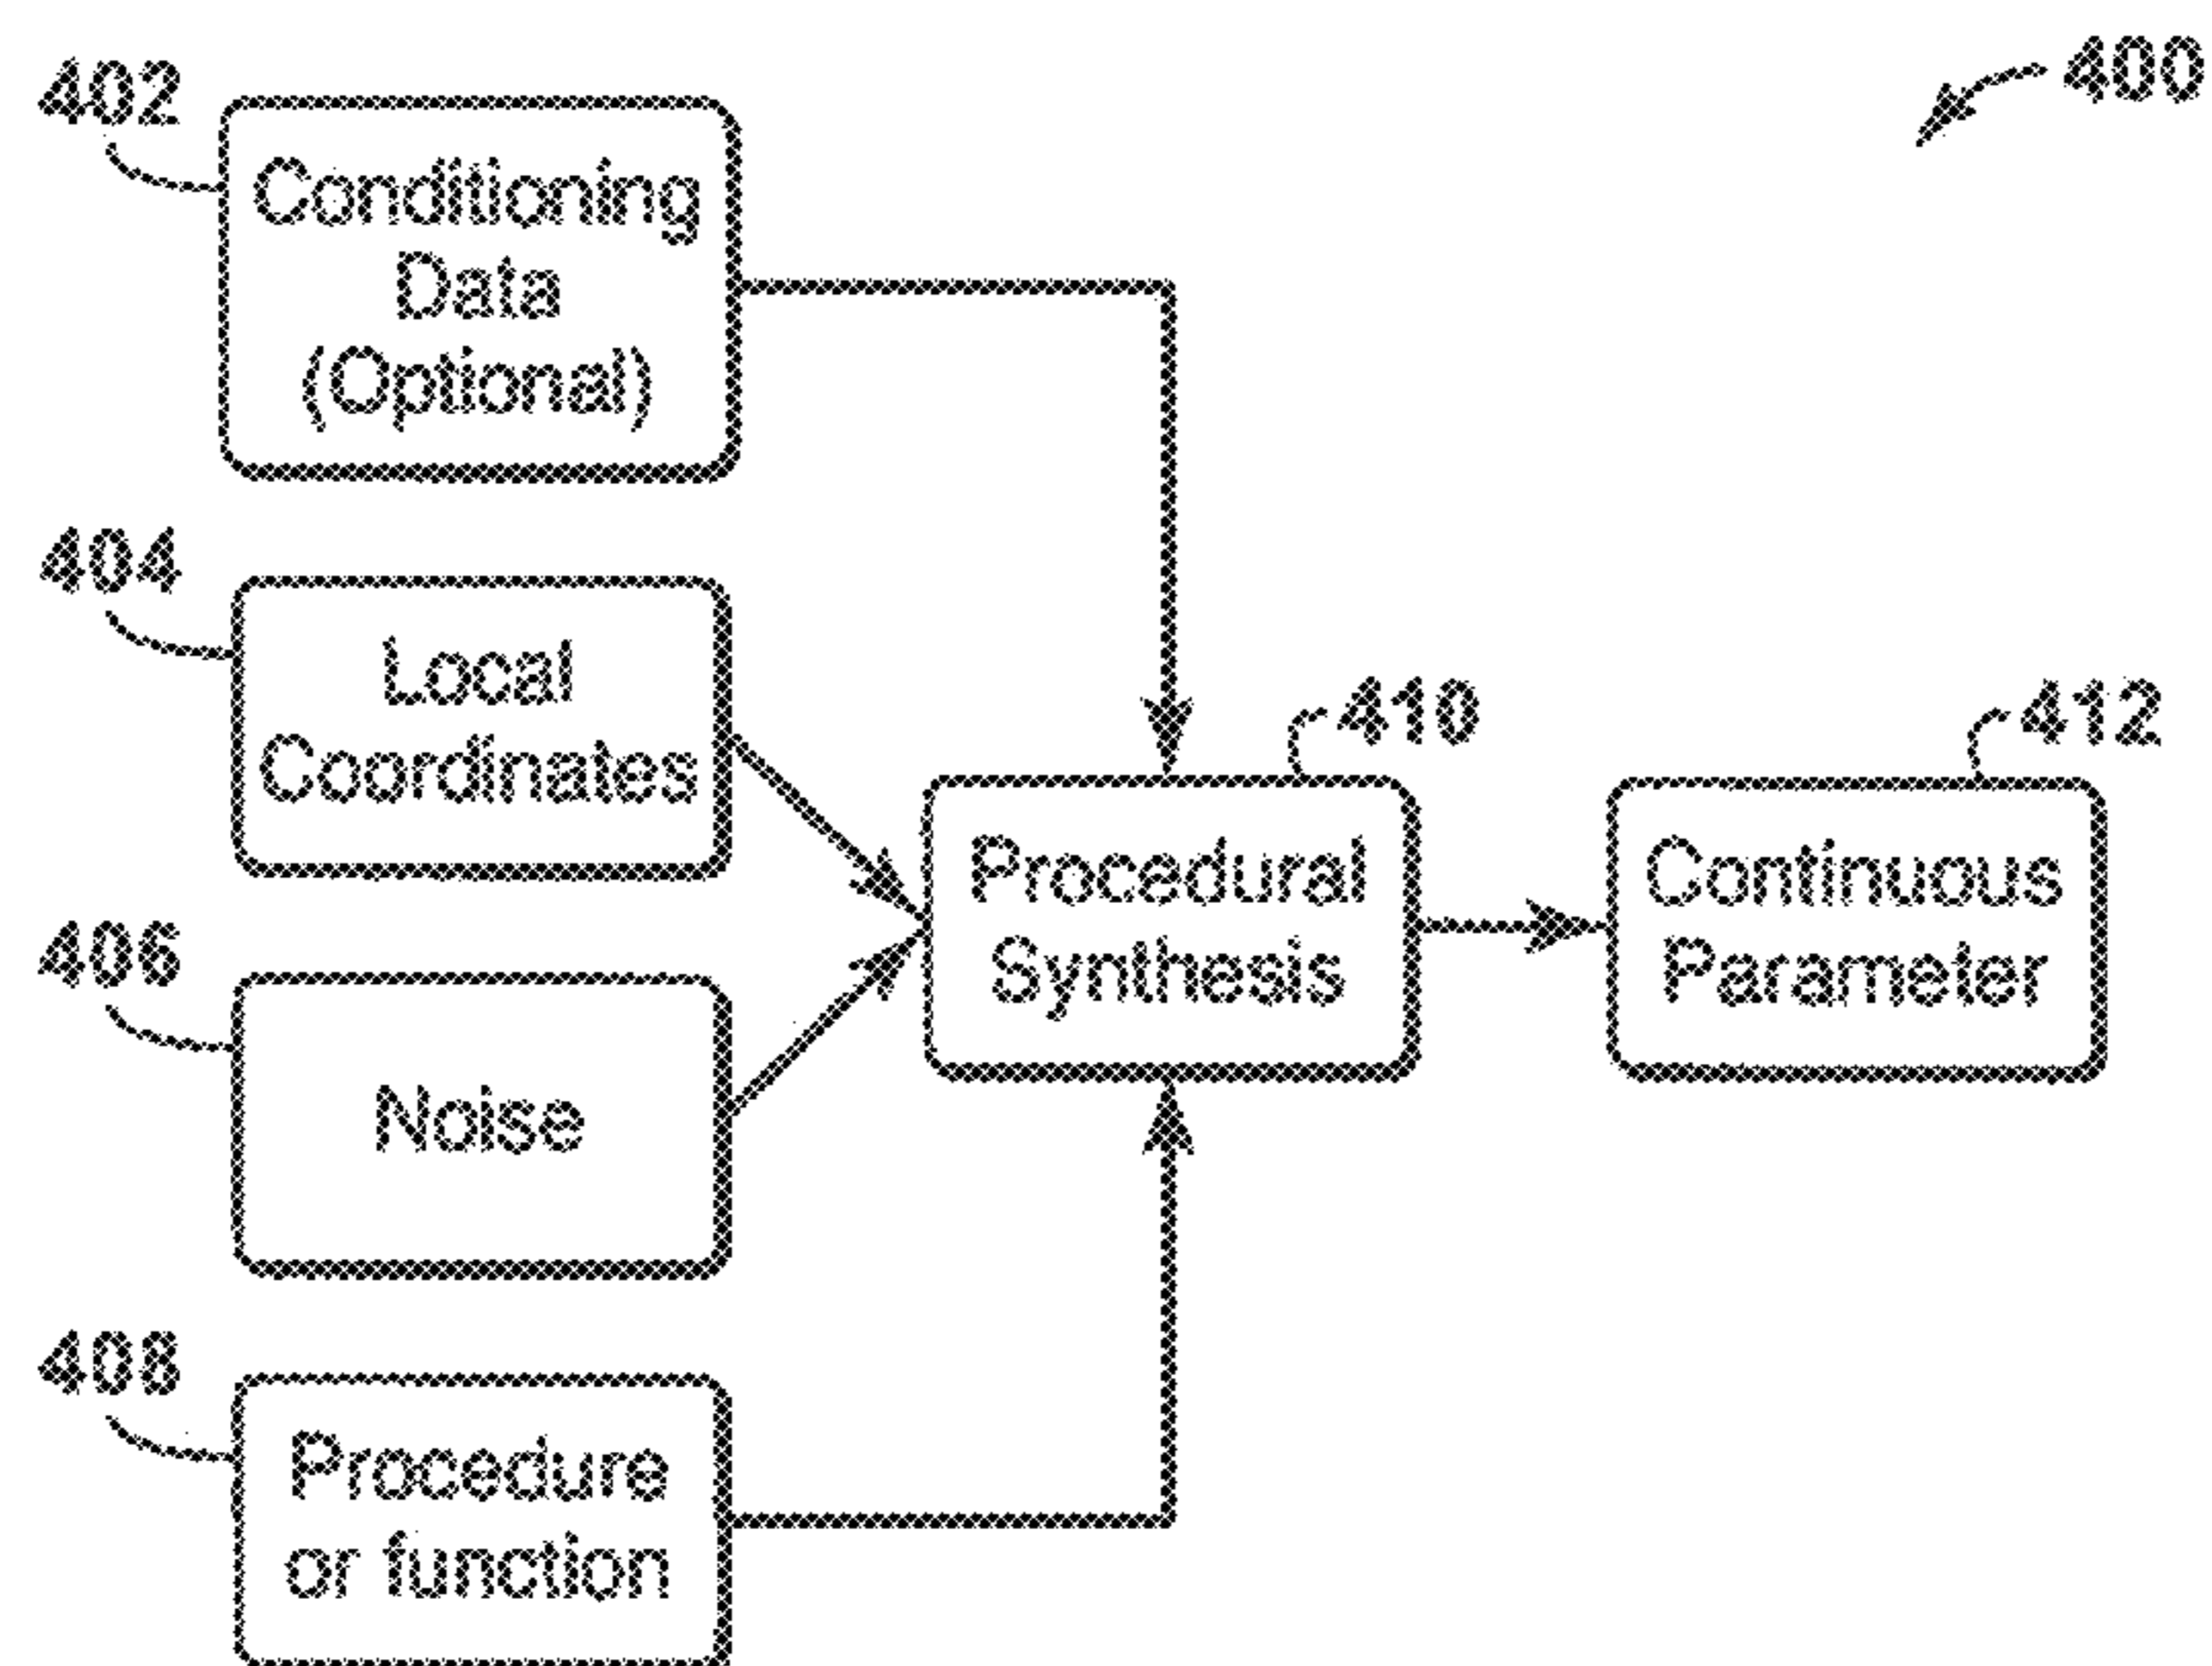 400
402
Conditioning
Data
(Optional)
404
Local
Coordinates
406
Noise
408
Procedure
or function
410
Procedural
Synthesis
412
Continuous
Parameter